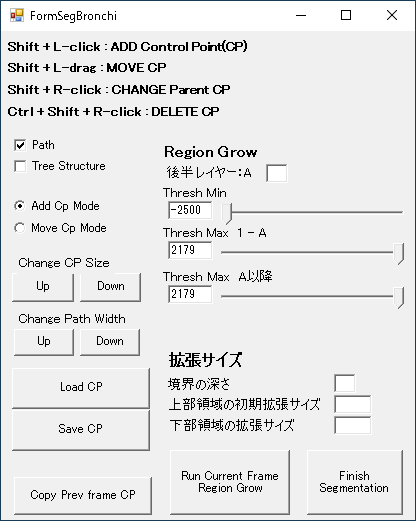 FormSegBronchi
Shift + L-click : ADD Control Point(CP)
Shift + L-drag : MOVE CP
Shift + R-click : CHANGE Parent CP
Ctrl + Shift + R-click : DELETE CP
Path
Tree Structure
Add Cp Mode
Move Cp Mode
Change CP Size
Up Down
Change Path Width
Up Down
Load CP
Save CP
Copy Prev frame CP
Region Grow
後半レイヤー:A
Thresh Min
-2500
Thresh Max 1 - A
2179
Thresh Max A以降
2179
拡張サイズ
境界の深さ
上部領域の初期拡張サイズ
下部領域の拡張サイズ
Run Current Frame
Region Grow
Finish
Segmentation